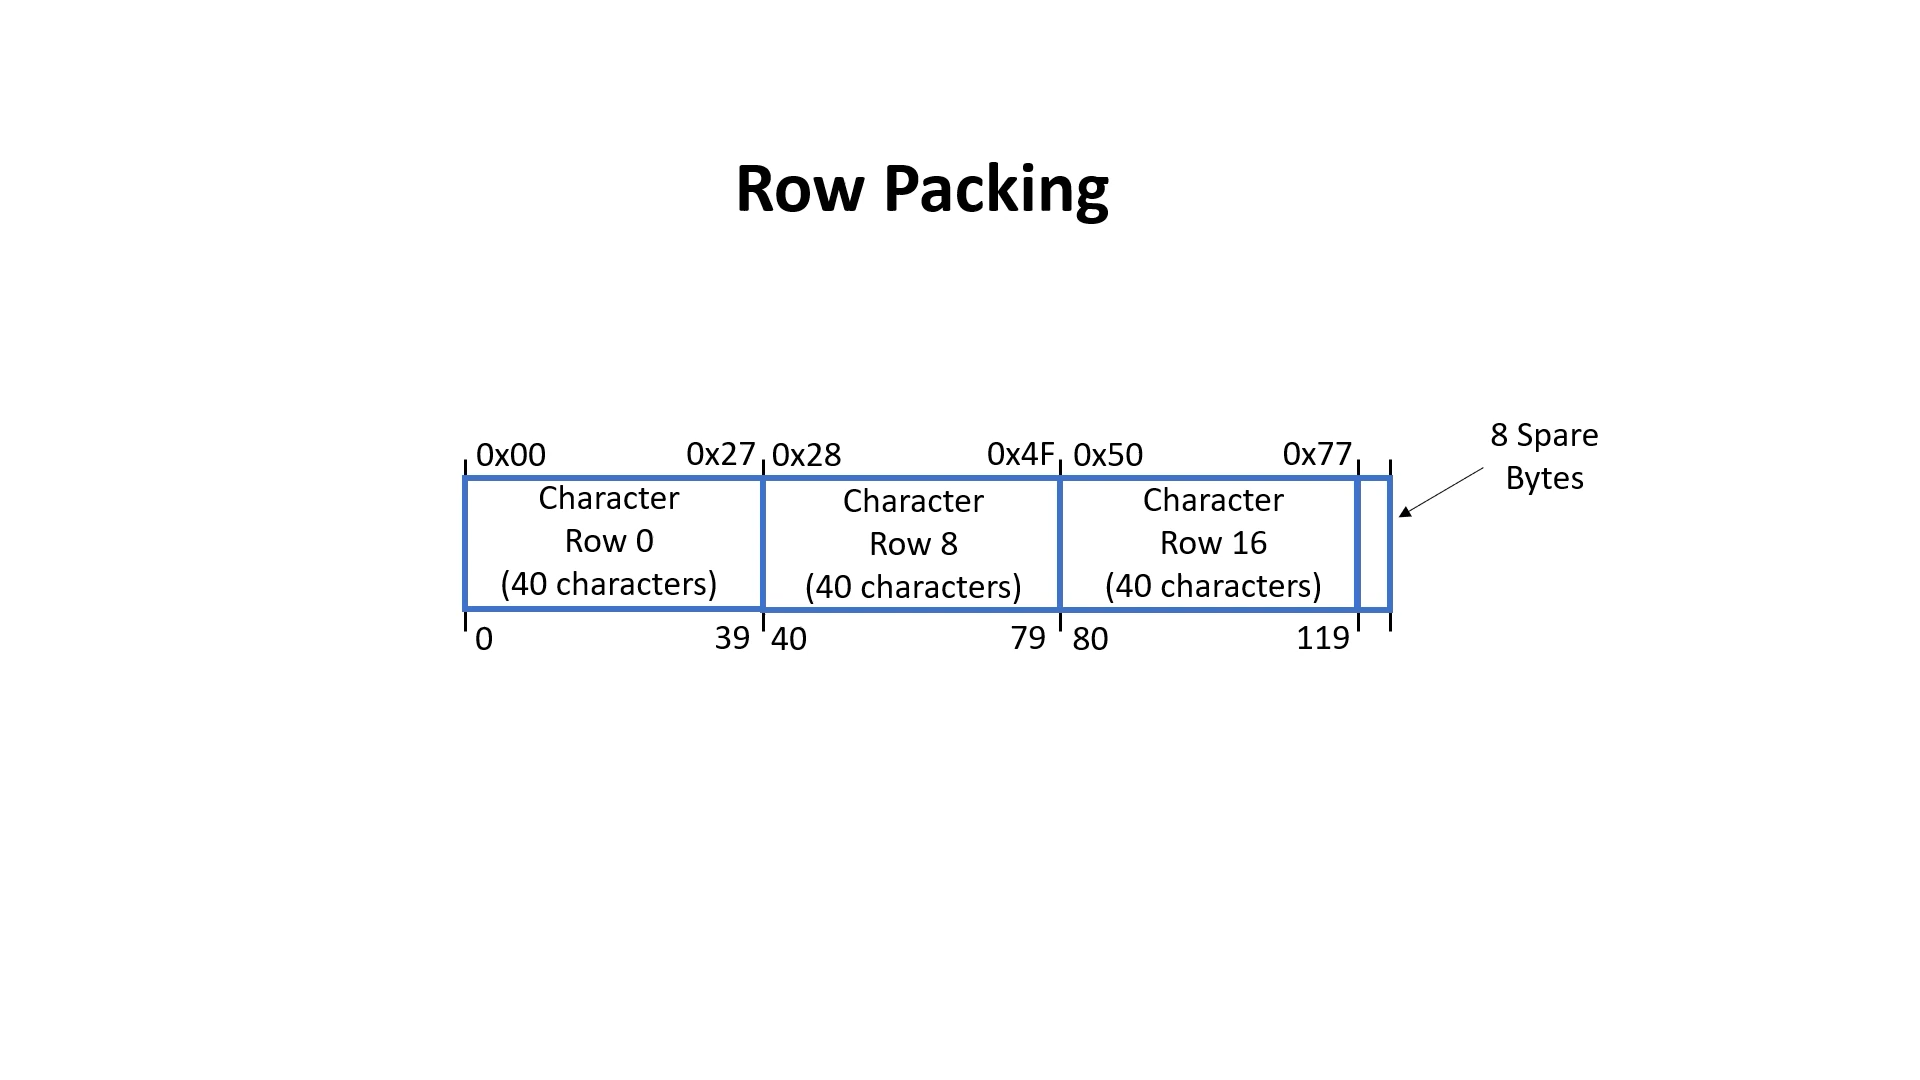 Row Packing
0x00 0x27 0x28 0x4F 0x50 0x77
8 Spare
Bytes
Character
Row 0
(40 characters)
Character
Row 8
(40 characters)
Character
Row 16
(40 characters)
0 39 40 79 80 119